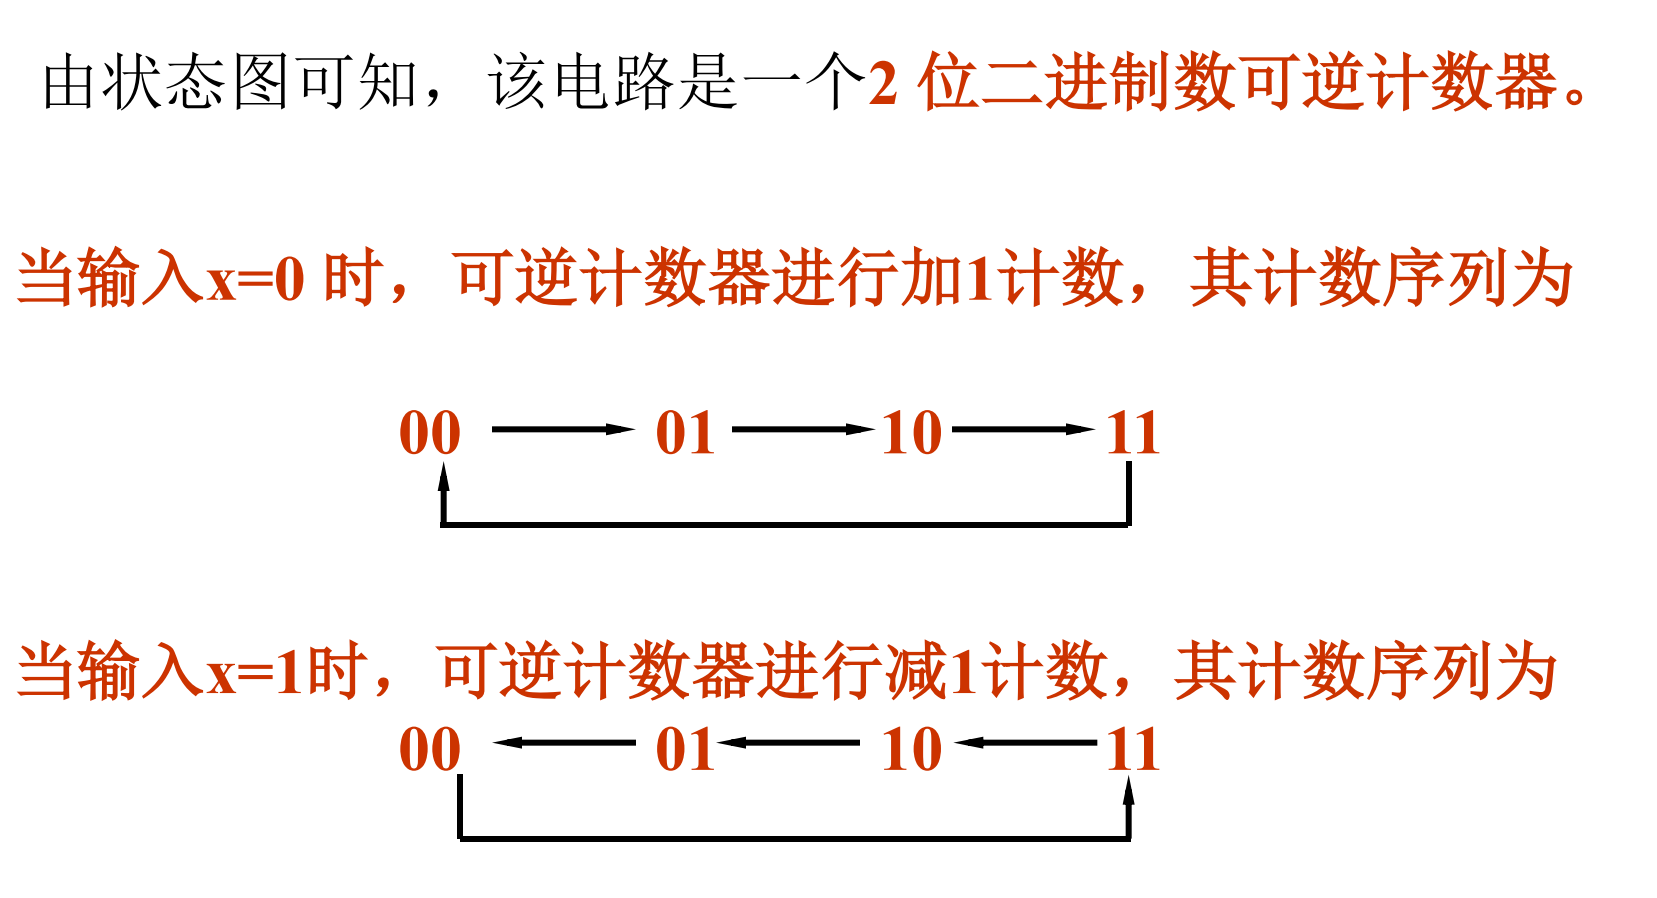 由状态图可知，该电路是一个2 位二进制数可逆计数器。
当输入x=0 时，可逆计数器进行加1计数，其计数序列为
00 01 10 11
当输入x=1时，可逆计数器进行减1计数，其计数序列为
00 01 10 11